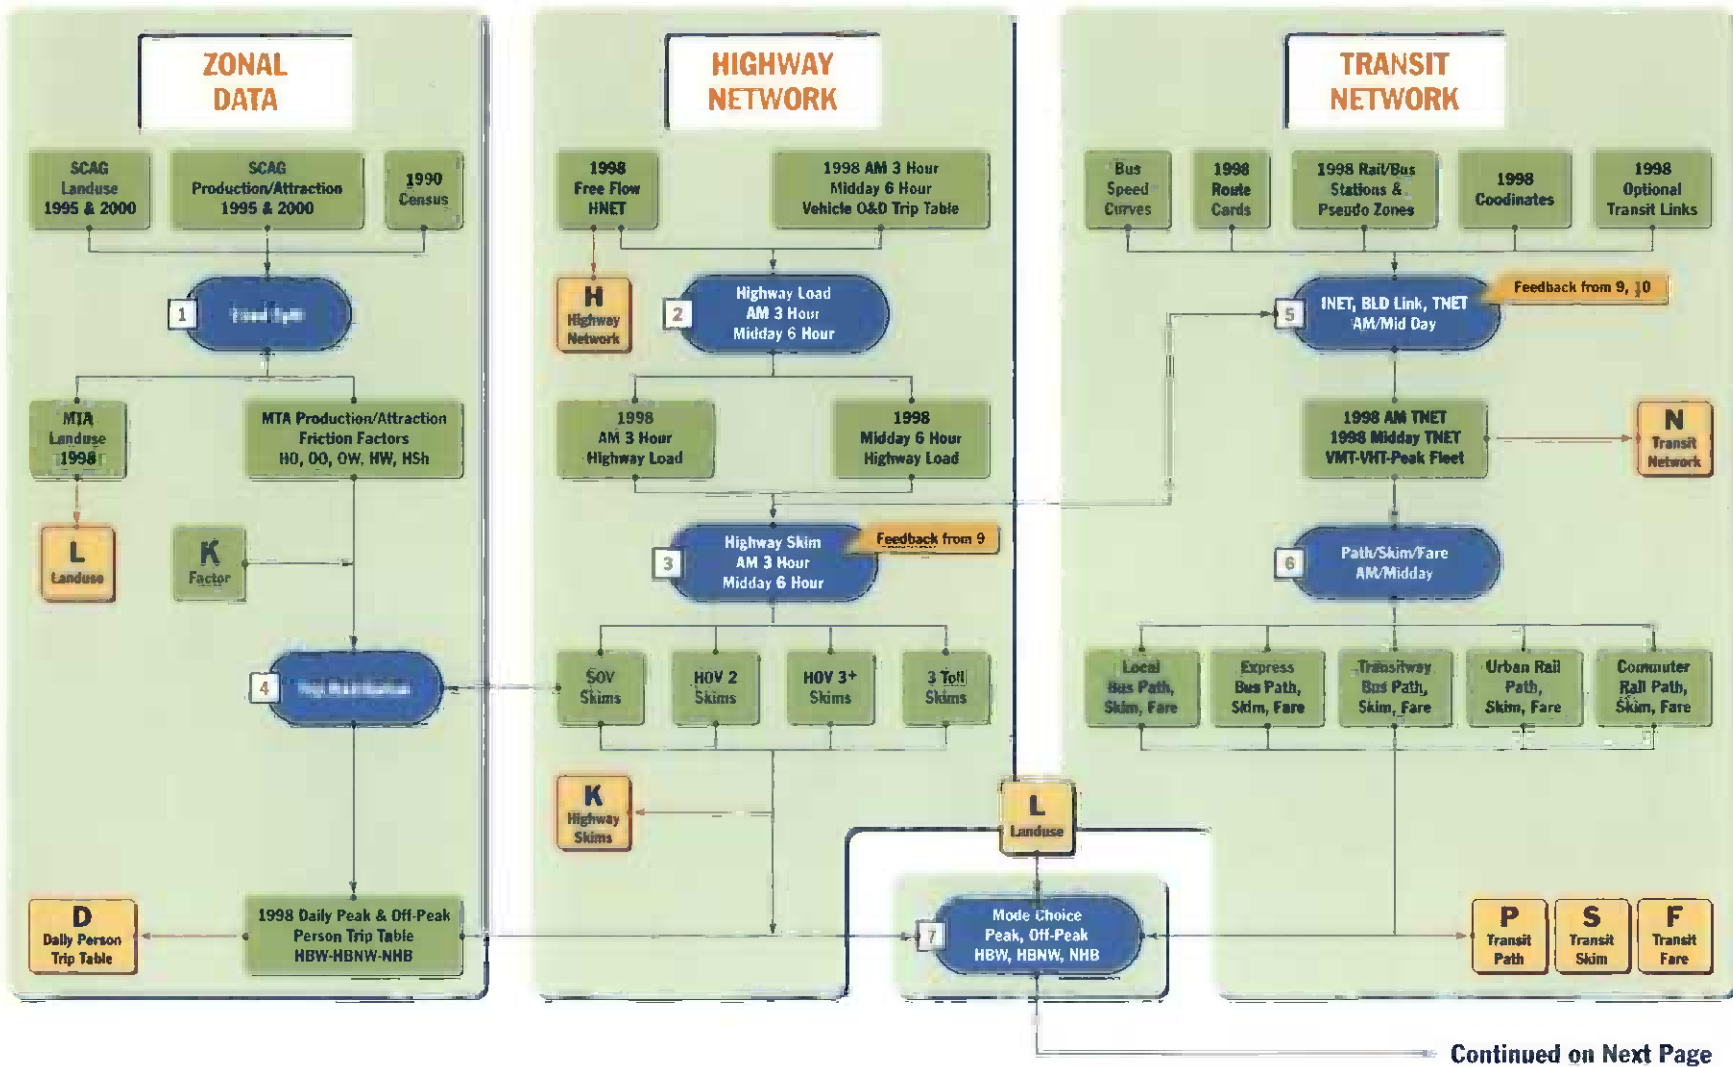 ZONAL
DATA
SCAG
Landuse
1995 & 2000
SCAG
Production/Attraction
1995 & 2000
1990
Census
1
MTA
Landuse
1998
MTA Production/Attraction
Friction Factors
HO, OO, OW, HW, HSh
L
Landuse
K
Factor
4
D
Daily Person
Trip Table
1998 Daily Peak & Off-Peak
Person Trip Table
HBW-HBNW-NHB
HIGHWAY
NETWORK
1998
Free Flow
HNET
1998 AM 3 Hour
Midday 6 Hour
Vehicle O&D Trip Table
H
Highway
Network
2
Highway Load
AM 3 Hour
Midday 6 Hour
1998
AM 3 Hour
Highway Load
1998
Midday 6 Hour
Highway Load
3
Highway Skim
AM 3 Hour
Midday 6 Hour
Feedback from 9
SOV
Skims
HOV 2
Skims
HOV 3+
Skims
3 Toll
Skims
K
Highway
Skims
L
Landuse
7
Mode Choice
Peak, Off-Peak
HBW, HBNW, NHB
TRANSIT
NETWORK
Bus
Speed
Curves
1998
Route
Cards
1998 Rail/Bus
Stations &
Pseudo Zones
1998
Coodinates
1998
Optional
Transit Links
5
INET, BLD Link, TNET
AM/Mid Day
Feedback from 9, 10
1998 AM TNET
1998 Midday TNET
VMT-VHT-Peak Fleet
N
Transit
Network
6
Path/Skim/Fare
AM/Midday
Local
Bus Path,
Skim, Fare
Express
Bus Path,
Skim, Fare
Transitway
Bus Path,
Skim, Fare
Urban Rail
Path,
Skim, Fare
Commuter
Rail Path,
Skim, Fare
P
Transit
Path
S
Transit
Skim
F
Transit
Fare
Continued on Next Page